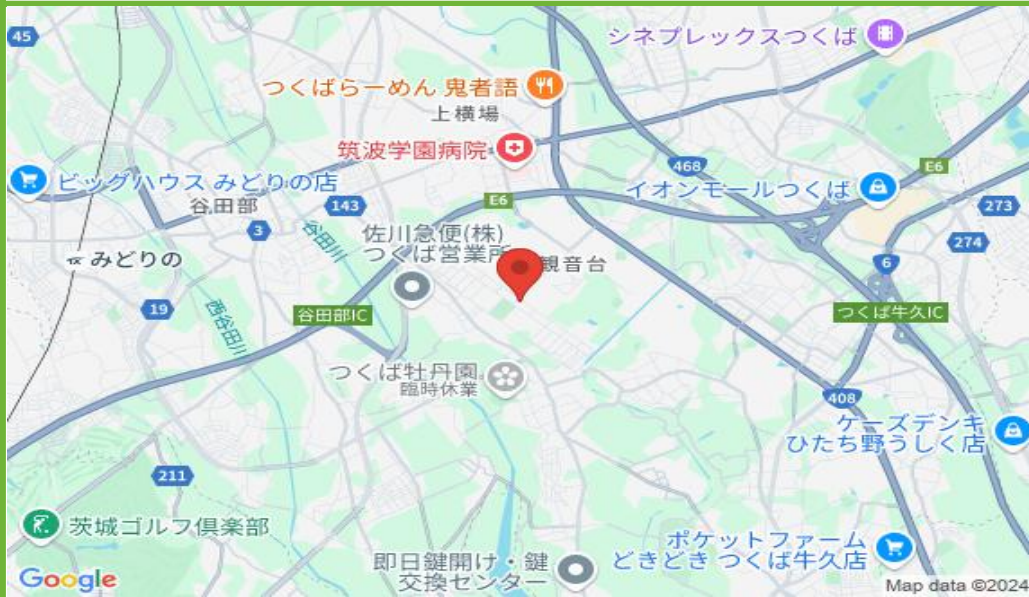 45
シネプレックスつくば
つくばらーめん 鬼者語
上横場
筑波学園病院
468
E6
ビッグハウス みどりの店
谷田部
143
E6
イオンモールつくば
273
3
谷田川
佐川急便(株)
つくば営業所
観音台
274
みどりの
6
19
西谷田川
谷田部IC
つくば牛久IC
つくば牡丹園
臨時休業
408
ケーズデンキ
ひたち野うしく店
211
茨城ゴルフ倶楽部
ポケットファーム
どきどき つくば牛久店
即日鍵開け・鍵
交換センター
Google
Map data ©2024